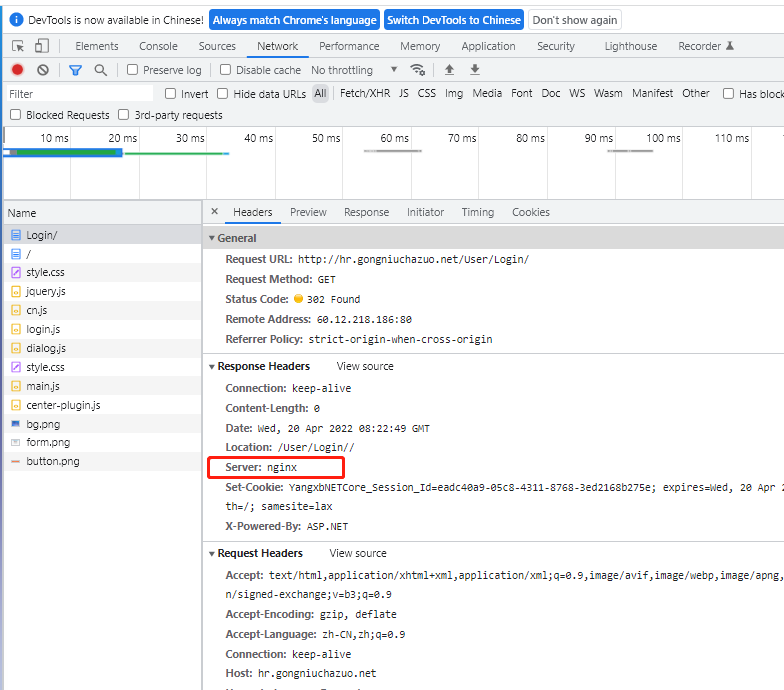 DevTools is now available in Chinese! Always match Chrome's language Switch DevTools to Chinese Don't show again
Elements Console Sources Network Performance Memory Application Security Lighthouse Recorder
Preserve log Disable cache No throttling
Filter Invert Hide data URLs All Fetch/XHR JS CSS Img Media Font Doc WS Wasm Manifest Other Has block
Blocked Requests 3rd-party requests
10 ms 20 ms 30 ms 40 ms 50 ms 60 ms 70 ms 80 ms 90 ms 100 ms 110 ms
Name
Login/
/
style.css
jquery.js
cn.js
login.js
dialog.js
style.css
main.js
center-plugin.js
bg.png
form.png
button.png
Headers Preview Response Initiator Timing Cookies
General
Request URL: http://hr.gongniuchazuo.net/User/Login/
Request Method: GET
Status Code: 302 Found
Remote Address: 60.12.218.186:80
Referrer Policy: strict-origin-when-cross-origin
Response Headers View source
Connection: keep-alive
Content-Length: 0
Date: Wed, 20 Apr 2022 08:22:49 GMT
Location: /User/Login//
Server: nginx
Set-Cookie: YangxbNETCore_Session_Id=eadc40a9-05c8-4311-8768-3ed2168b275e; expires=Wed, 20 Apr 2
th=/; samesite=lax
X-Powered-By: ASP.NET
Request Headers View source
Accept: text/html,application/xhtml+xml,application/xml;q=0.9,image/avif,image/webp,image/apng,
n/signed-exchange;v=b3;q=0.9
Accept-Encoding: gzip, deflate
Accept-Language: zh-CN,zh;q=0.9
Connection: keep-alive
Host: hr.gongniuchazuo.net